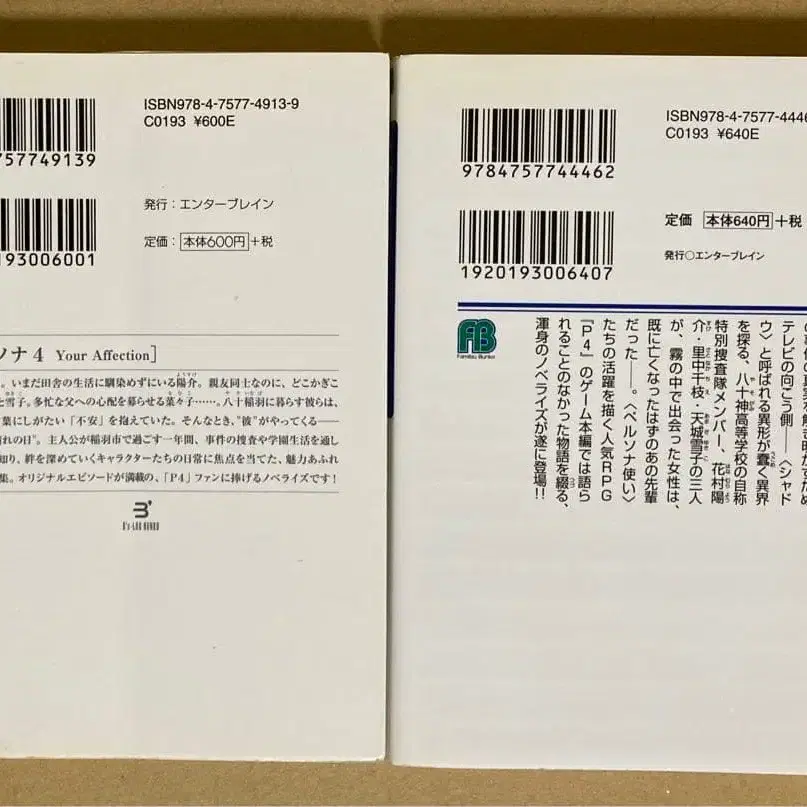 ISBN978-4-7577-4913-9
C0193 ¥600E
757749139
発行：エンターブレイン
193006001
定価：本体600円＋税
ソナ4 Your Affection］
。いまだ田舎の生活に馴染めずにいる陽介。親友同士なのに、どこかぎこ
と雪子。多忙な父への心配を募らせる菜々子……。八十稲羽に暮らす彼らは、
葉にしがたい「不安」を抱えていた。そんなとき、"彼"がやってくる――
晴れの日"。主人公が稲羽市で過ごす一年間、事件の捜査や学園生活を通し
知り、絆を深めていくキャラクターたちの日常に焦点を当てた、魅力あふれ
集。オリジナルエピソードが満載の、「P4」ファンに捧げるノベライズです！
B's-LOG BUNKO
ISBN978-4-7577-4446
C0193 ¥640E
9784757744462
定価 本体640円＋税
発行○エンターブレイン
1920193006407
FB
Famitsu Bunko
テレビの向こう側――〈シャド
ウ〉と呼ばれる異形が蠢く異界
を探る、八十神高等学校の自称
特別捜査隊メンバー、花村陽
介・里中千枝・天城雪子の三人
が、霧の中で出会った女性は、
既に亡くなったはずのあの先輩
だった――。〈ペルソナ使い〉
たちの活躍を描く人気RPG
『P4』のゲーム本編では語ら
れることのなかった物語を綴る、
渾身のノベライズが遂に登場!!